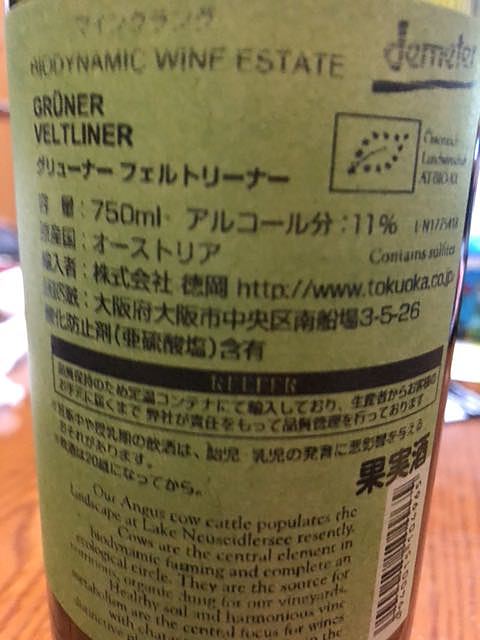 マインクラング
BIODYNAMIC WINE ESTATE
demeter
GRÜNER
VELTLINER
グリューナー フェルトリーナー
容 量：750ml アルコール分：11%
原産国：オーストリア
Contains sulfites
輸入者：株式会社 徳岡 http://www.tokuoka.co.jp
大阪府大阪市中央区南船場3-5-26
酸化防止剤(亜硫酸塩)含有
REEFER
品質保持のため定温コンテナにて輸入しており、生産者からお客様の
お手元に届くまで弊社が責任をもって品質管理を行っております
※妊娠中や授乳期の飲酒は、胎児・乳児の発育に悪影響を与える
おそれがあります。
※飲酒は20歳になってから。
果実酒
Our Angus cow cattle populates the
landscape at Lake Neuseidlersee resently.
Cows are the central element in
biodynamic farming and complete an
ecological circle. They are the source for
organic dung for our vineyards.
Healthy soil and harmonious vine
metabolism are the central focus for wines
with the
distinctive